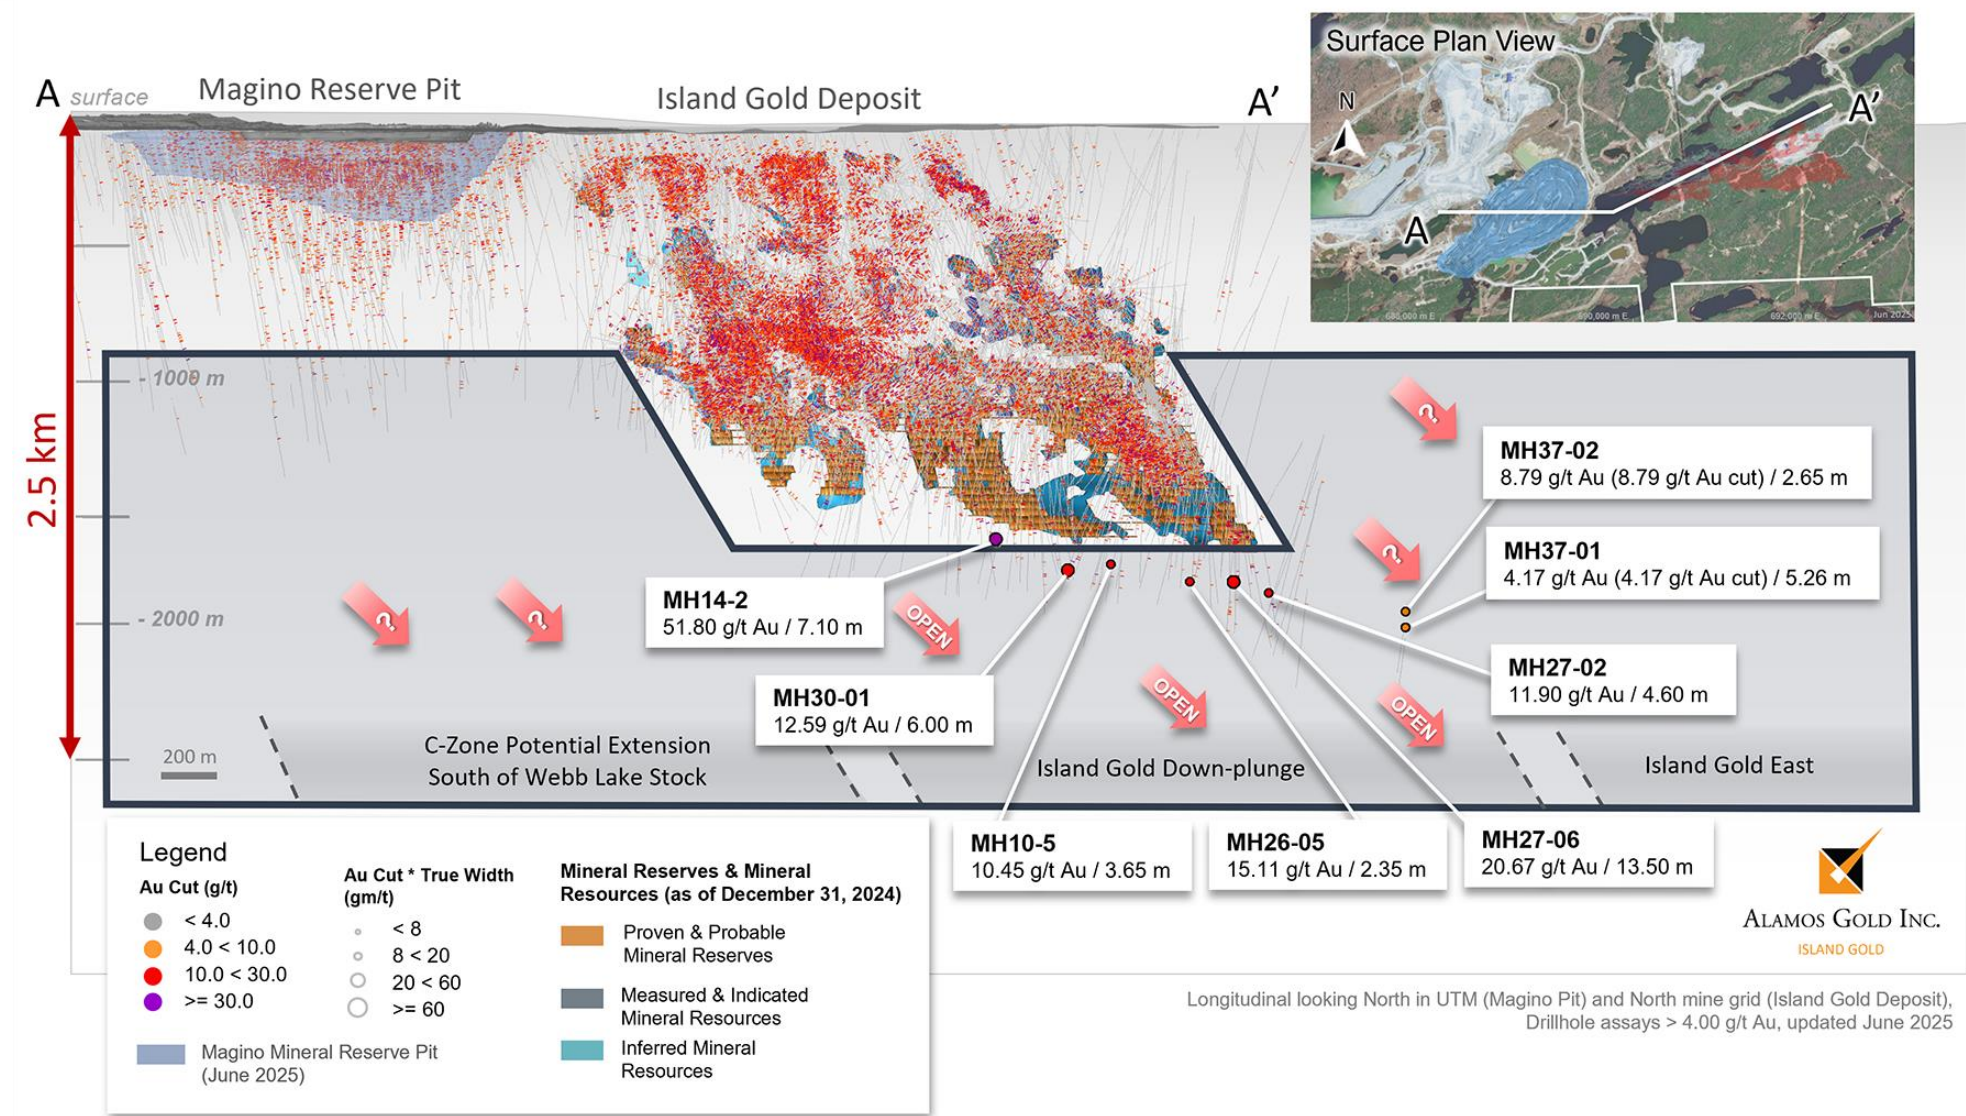 Surface Plan View
N
A
A'
688,000 m E
690,000 m E
692,000 m E
Jun 2025
A
surface
Magino Reserve Pit
Island Gold Deposit
A'
2.5 km
- 1000 m
- 2000 m
200 m
?
?
?
?
OPEN
OPEN
OPEN
MH37-02
8.79 g/t Au (8.79 g/t Au cut) / 2.65 m
MH37-01
4.17 g/t Au (4.17 g/t Au cut) / 5.26 m
MH14-2
51.80 g/t Au / 7.10 m
MH27-02
11.90 g/t Au / 4.60 m
MH30-01
12.59 g/t Au / 6.00 m
C-Zone Potential Extension
South of Webb Lake Stock
Island Gold Down-plunge
Island Gold East
MH10-5
10.45 g/t Au / 3.65 m
MH26-05
15.11 g/t Au / 2.35 m
MH27-06
20.67 g/t Au / 13.50 m
Legend
Au Cut (g/t)
< 4.0
4.0 < 10.0
10.0 < 30.0
>= 30.0
Magino Mineral Reserve Pit
(June 2025)
Au Cut * True Width
(gm/t)
< 8
8 < 20
20 < 60
>= 60
Mineral Reserves & Mineral
Resources (as of December 31, 2024)
Proven & Probable
Mineral Reserves
Measured & Indicated
Mineral Resources
Inferred Mineral
Resources
ALAMOS GOLD INC.
ISLAND GOLD
Longitudinal looking North in UTM (Magino Pit) and North mine grid (Island Gold Deposit),
Drillhole assays > 4.00 g/t Au, updated June 2025